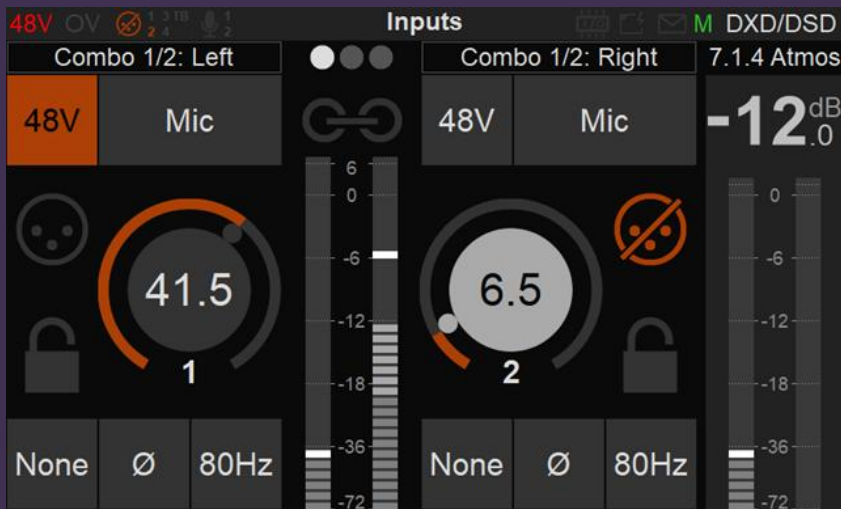 48V OV 1 3 TB 2 4 1 2 Inputs M DXD/DSD
Combo 1/2: Left Combo 1/2: Right 7.1.4 Atmos
48V Mic 48V Mic -12.0 dB
6
0 0
-6 -6
41.5 6.5
-12 -12
1 2
-18 -18
-36 -36
None Ø 80Hz None Ø 80Hz
-72 -72